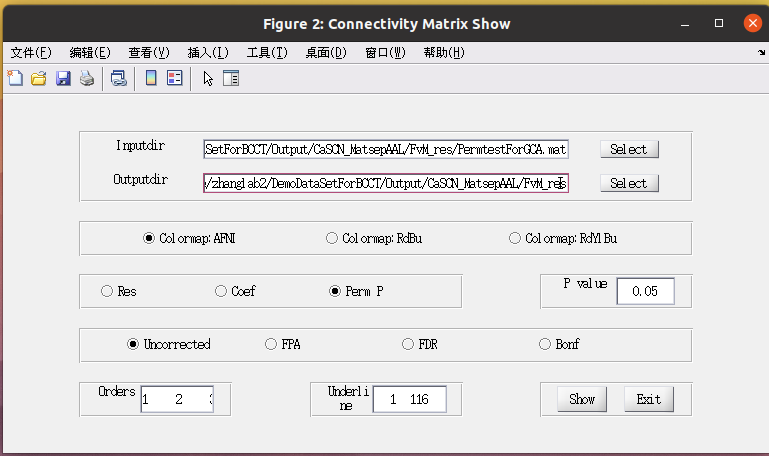 Figure 2: Connectivity Matrix Show
文件(F) 编辑(E) 查看(V) 插入(I) 工具(T) 桌面(D) 窗口(W) 帮助(H)
Inputdir SetForBCCT/Output/CaSCN_MatsepAAL/FvM_res/PermtestForGCA.mat Select
Outputdir /zhanglab2/DemoDataSetForBCCT/Output/CaSCN_MatsepAAL/FvM_res Select
Colormap:AFNI Colormap:RdBu Colormap:RdYlBu
Res Coef Perm P P value 0.05
Uncorrected FPA FDR Bonf
Orders 1 2 Underli
ne 1 116 Show Exit